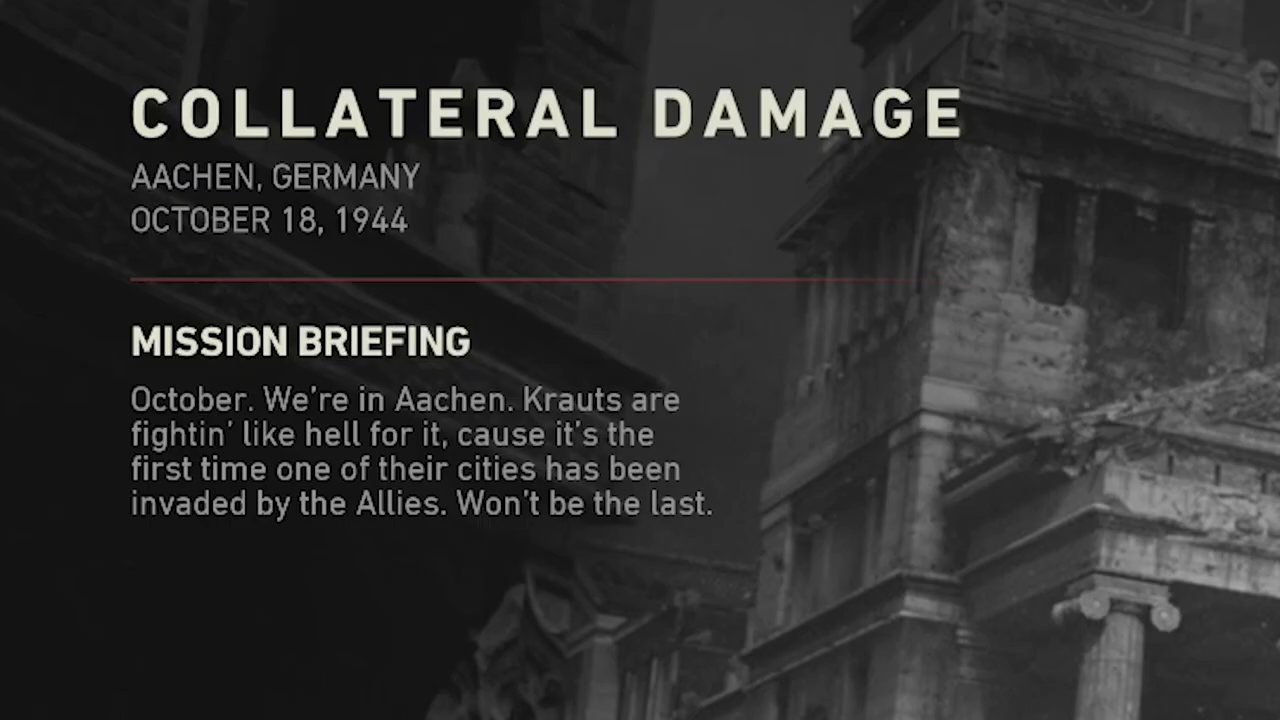 COLLATERAL DAMAGE
AACHEN, GERMANY
OCTOBER 18, 1944
MISSION BRIEFING
October. We’re in Aachen. Krauts are
fightin’ like hell for it, cause it’s the
first time one of their cities has been
invaded by the Allies. Won’t be the last.